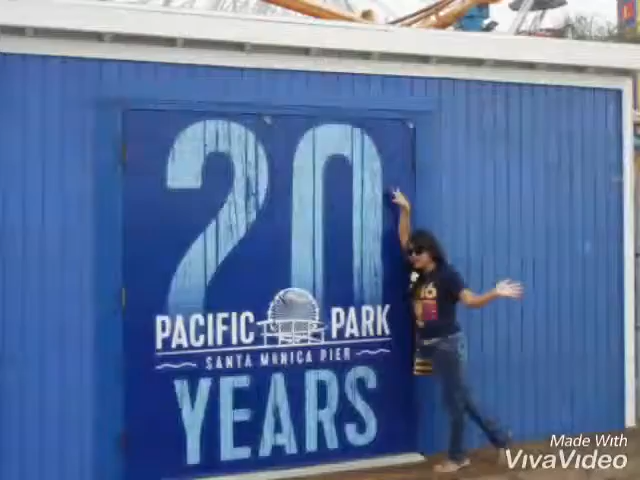 20
PACIFIC PARK
SANTA MONICA PIER
YEARS
Made With
VivaVideo